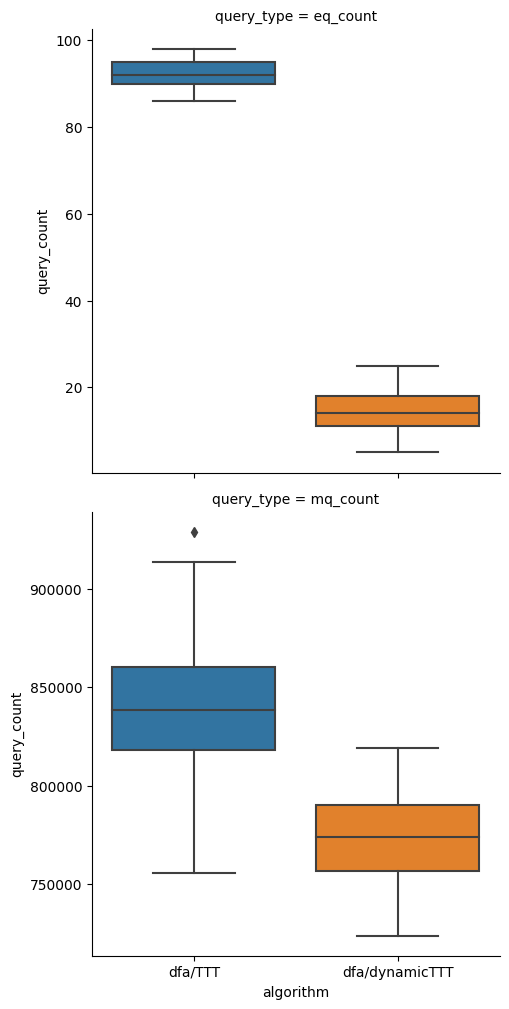 query_type = eq_count
100
80
60
40
20
query_count
query_type = mq_count
900000
850000
800000
750000
query_count
dfa/TTT
dfa/dynamicTTT
algorithm